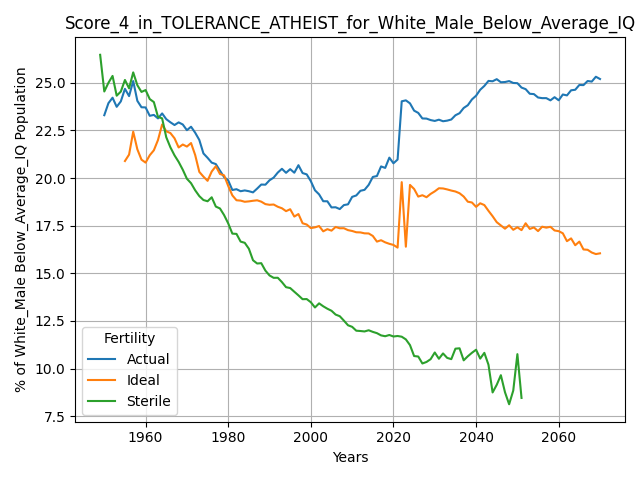 Score_4_in_TOLERANCE_ATHEIST_for_White_Male_Below_Average_IQ
% of White_Male Below_Average_IQ Population
25.0
22.5
20.0
17.5
15.0
12.5
10.0
7.5
Fertility
Actual
Ideal
Sterile
1960 1980 2000 2020 2040 2060
Years